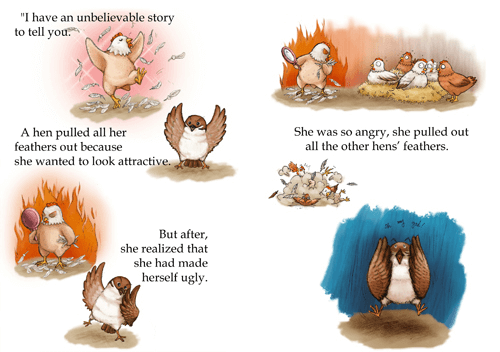 "I have an unbelievable story
to tell you.
A hen pulled all her
feathers out because
she wanted to look attractive.
But after,
she realized that
she had made
herself ugly.
She was so angry, she pulled out
all the other hens’ feathers.